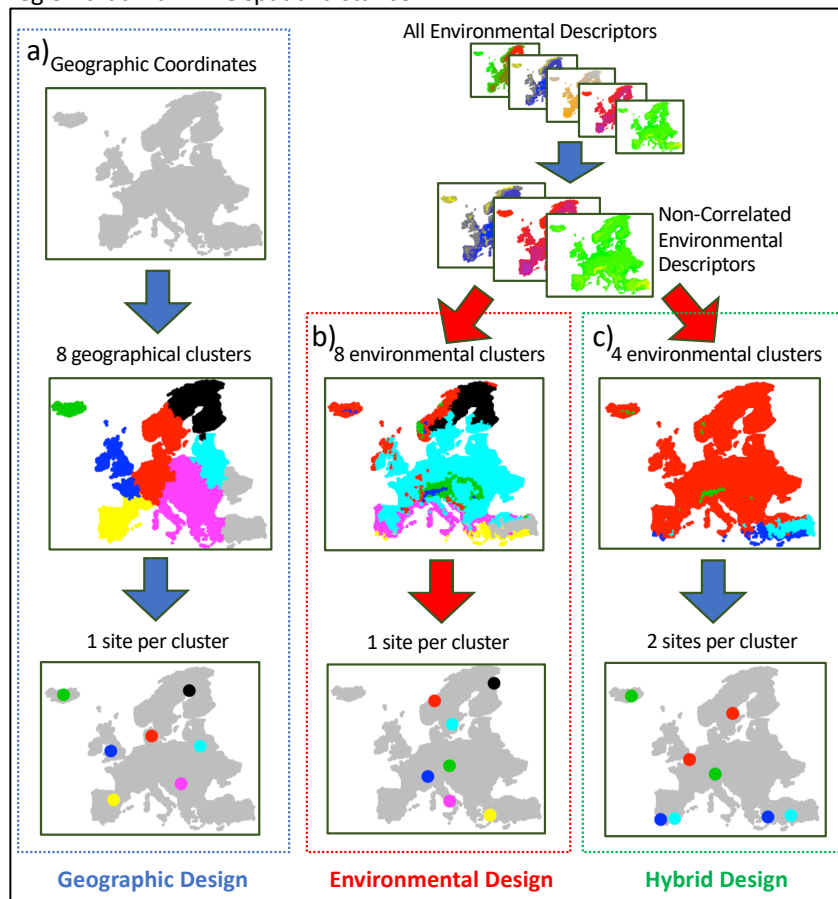 a)
Geographic Coordinates
All Environmental Descriptors
Non-Correlated
Environmental
Descriptors
8 geographical clusters
b)
8 environmental clusters
c)
4 environmental clusters
1 site per cluster
1 site per cluster
2 sites per cluster
Geographic Design
Environmental Design
Hybrid Design